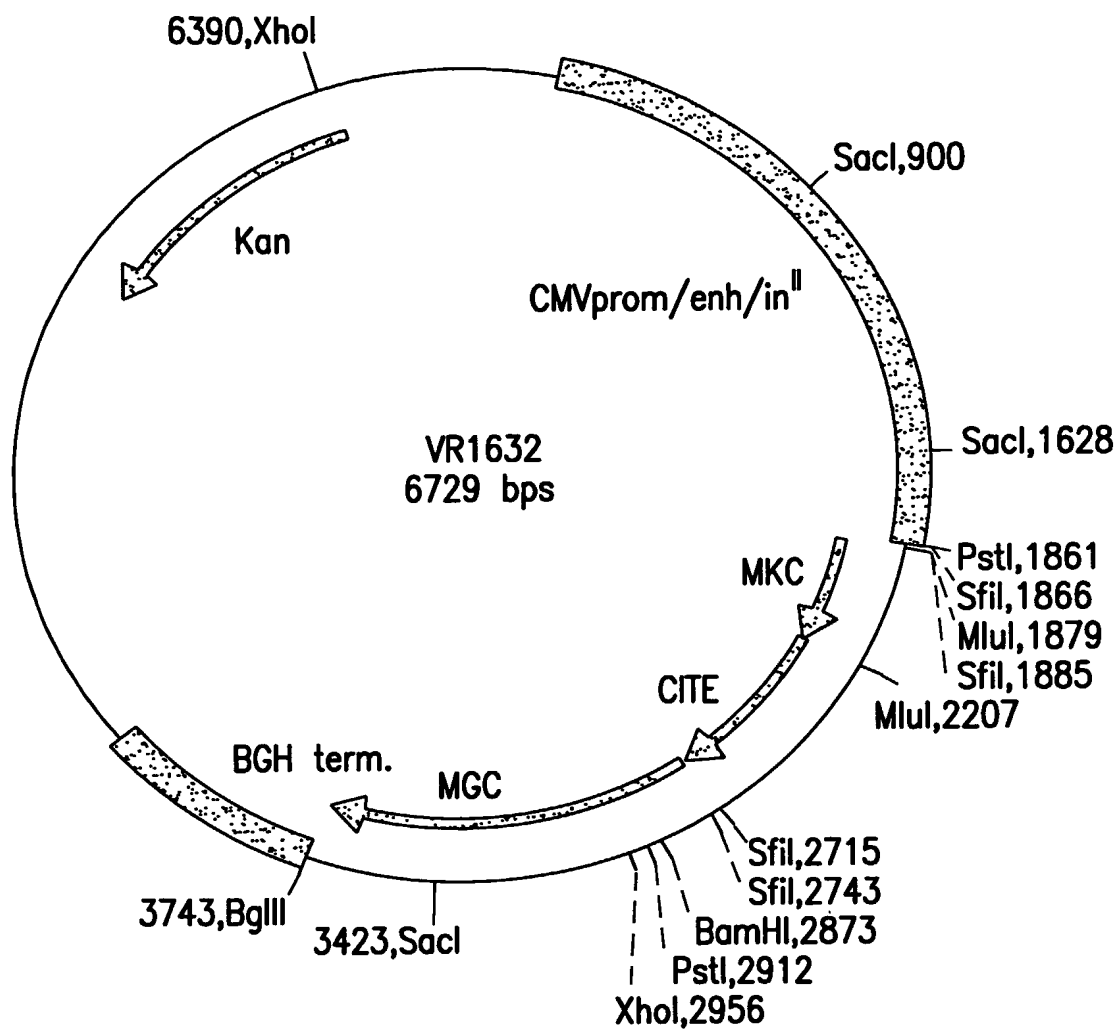 6390,XhoI
SacI,900
Kan
CMVprom/enh/in^II
VR1632
6729 bps
SacI,1628
PstI,1861
SfiI,1866
MluI,1879
SfiI,1885
MKC
CITE
MluI,2207
BGH term.
MGC
SfiI,2715
SfiI,2743
3743,BglII
3423,SacI
BamHI,2873
PstI,2912
XhoI,2956